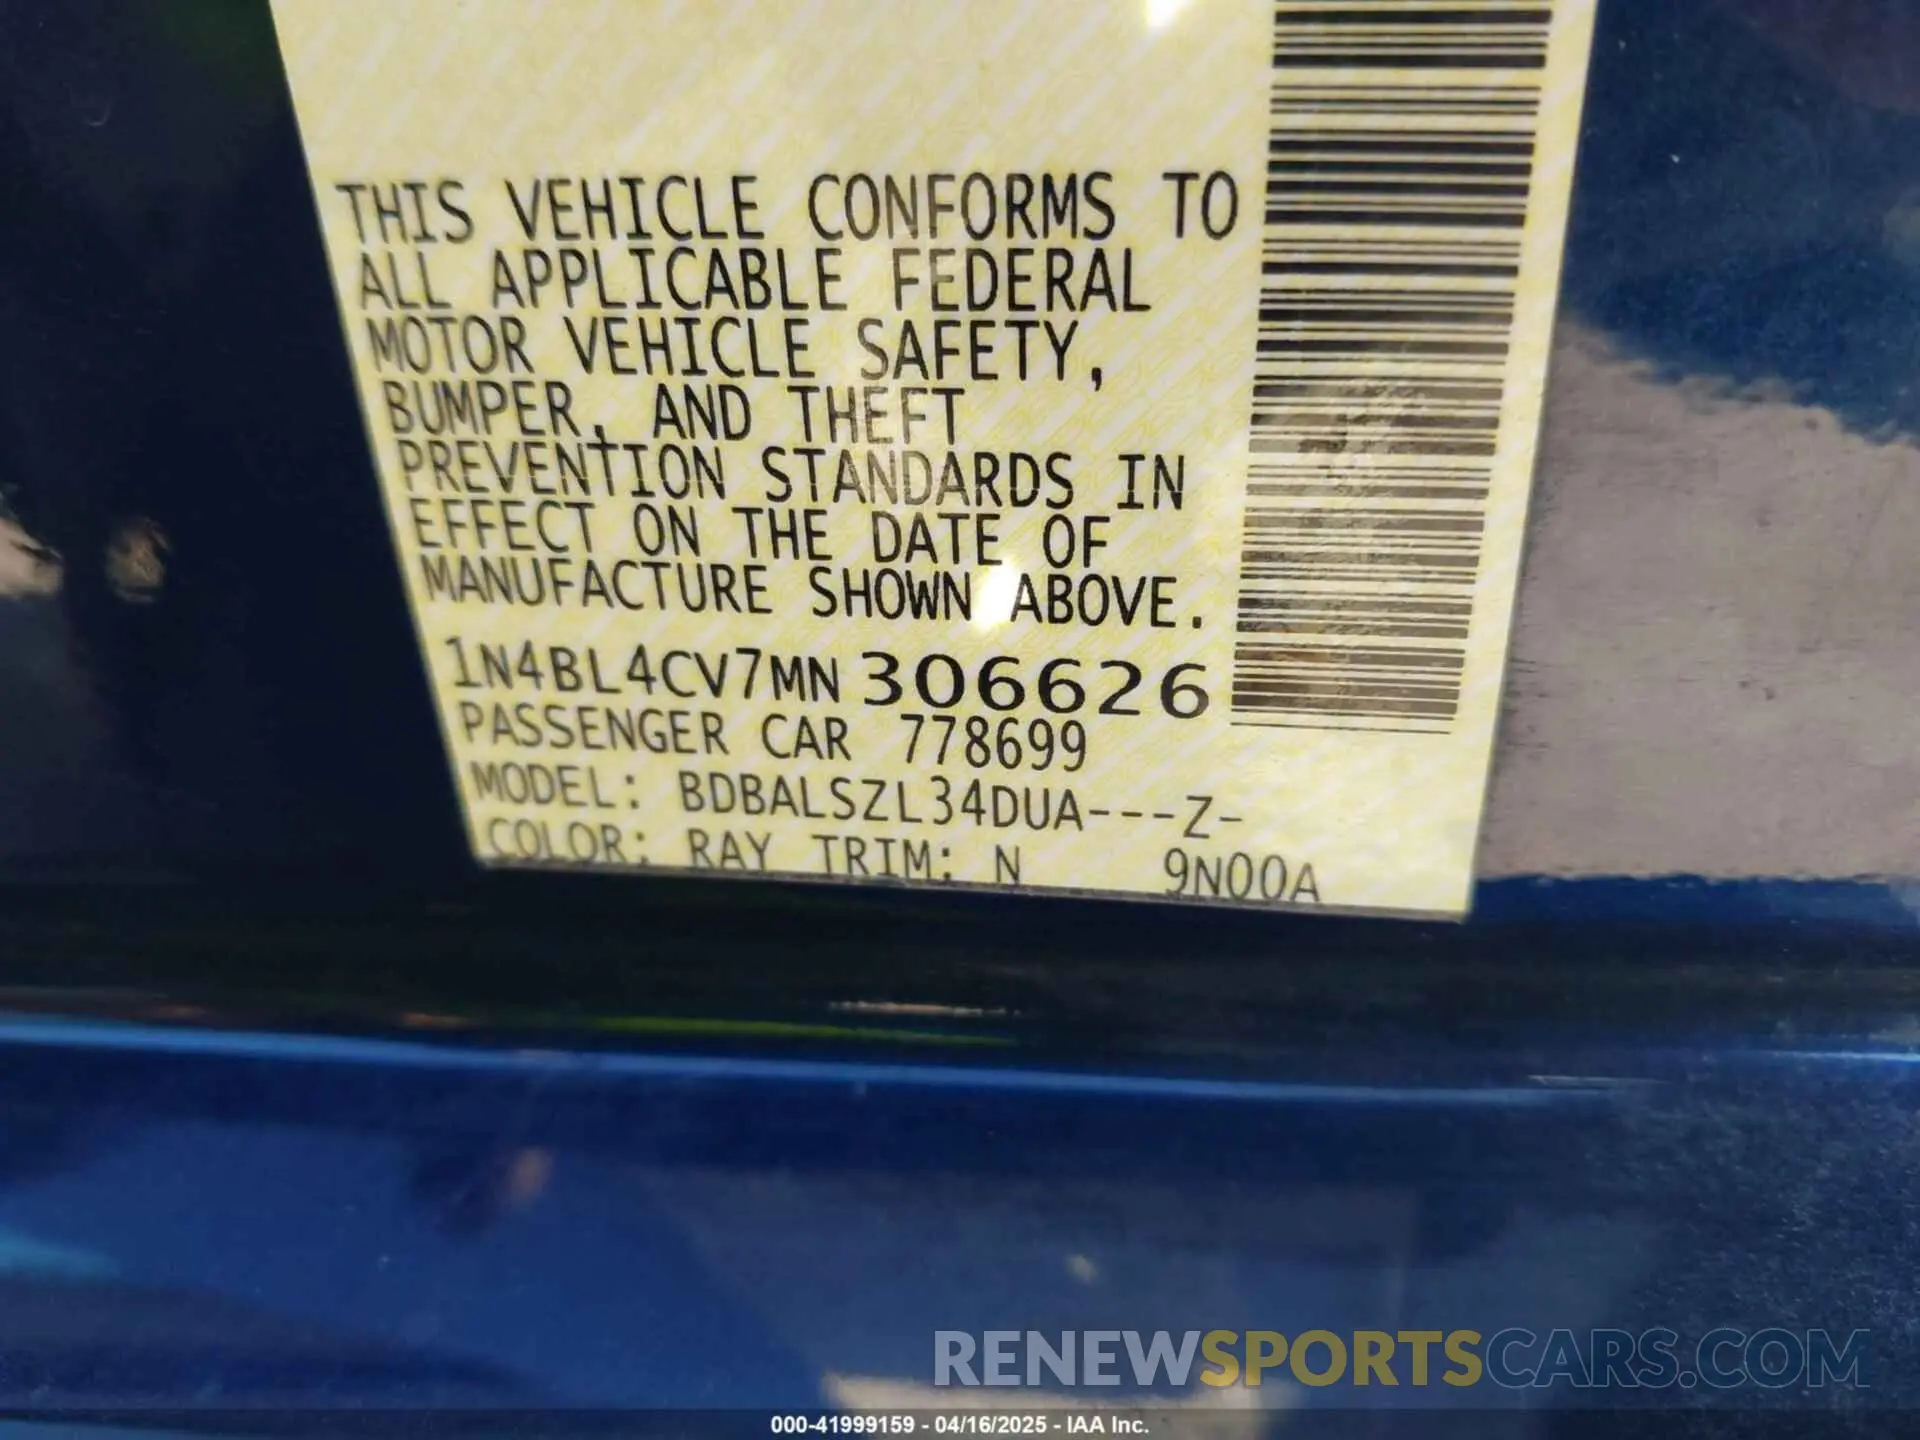 THIS VEHICLE CONFORMS TO
ALL APPLICABLE FEDERAL
MOTOR VEHICLE SAFETY,
BUMPER, AND THEFT
PREVENTION STANDARDS IN
EFFECT ON THE DATE OF
MANUFACTURE SHOWN ABOVE.
1N4BL4CV7MN 306626
PASSENGER CAR 778699
MODEL: BDBALSZL34DUA---Z-
COLOR: RAY TRIM: N 9N00A
RENEWSPORTSCARS.COM
000-41999159 - 04/16/2025 - IAA Inc.